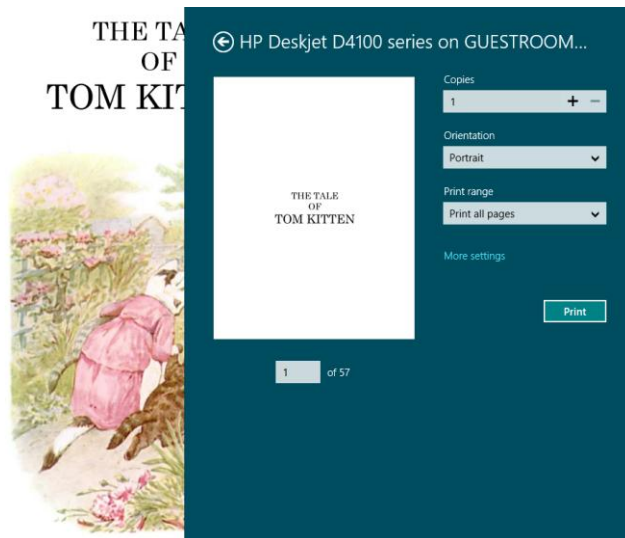 THE TA
OF
TOM KIT
HP Deskjet D4100 series on GUESTROOM...
THE TALE
OF
TOM KITTEN
1 of 57
Copies
1
Orientation
Portrait
Print range
Print all pages
More settings
Print